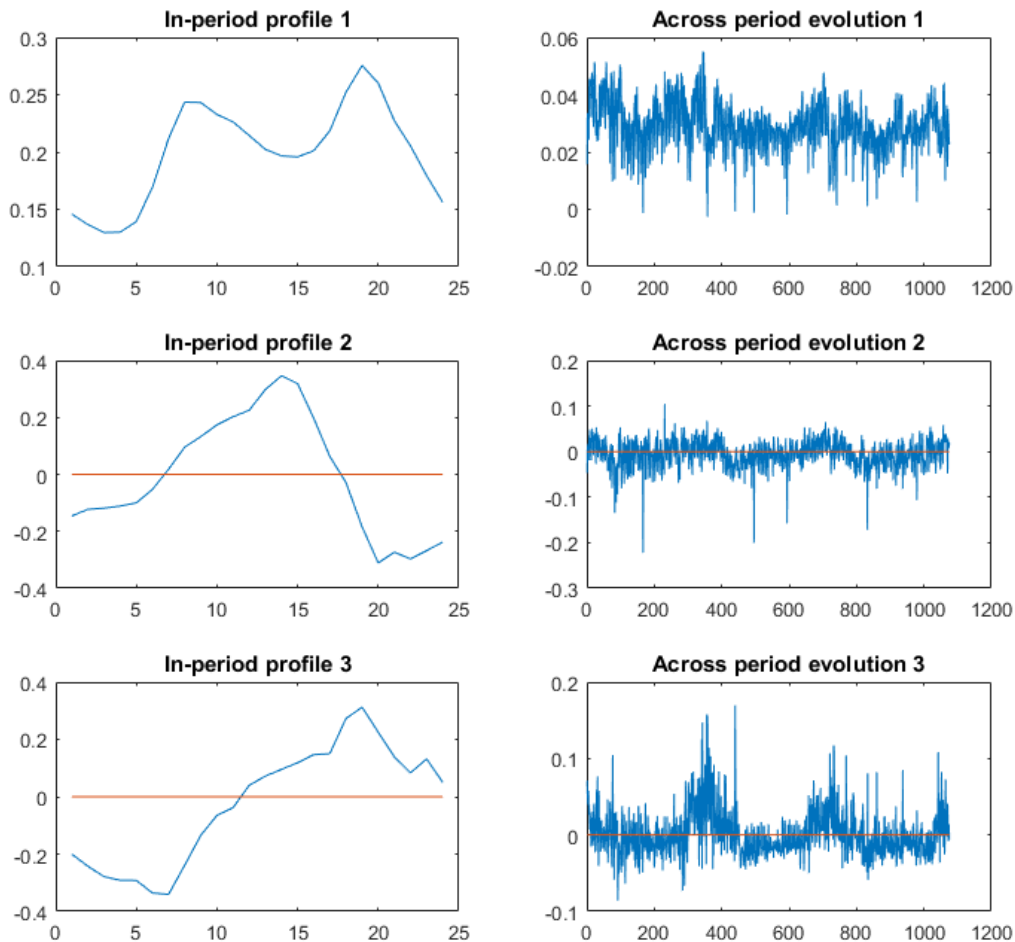 In-period profile 1
Across period evolution 1
0.3
0.25
0.2
0.15
0.1
0 5 10 15 20 25
0.06
0.04
0.02
0
-0.02
0 200 400 600 800 1000 1200
In-period profile 2
Across period evolution 2
0.4
0.2
0
-0.2
-0.4
0 5 10 15 20 25
0.2
0.1
0
-0.1
-0.2
-0.3
0 200 400 600 800 1000 1200
In-period profile 3
Across period evolution 3
0.4
0.2
0
-0.2
-0.4
0 5 10 15 20 25
0.2
0.1
0
-0.1
0 200 400 600 800 1000 1200